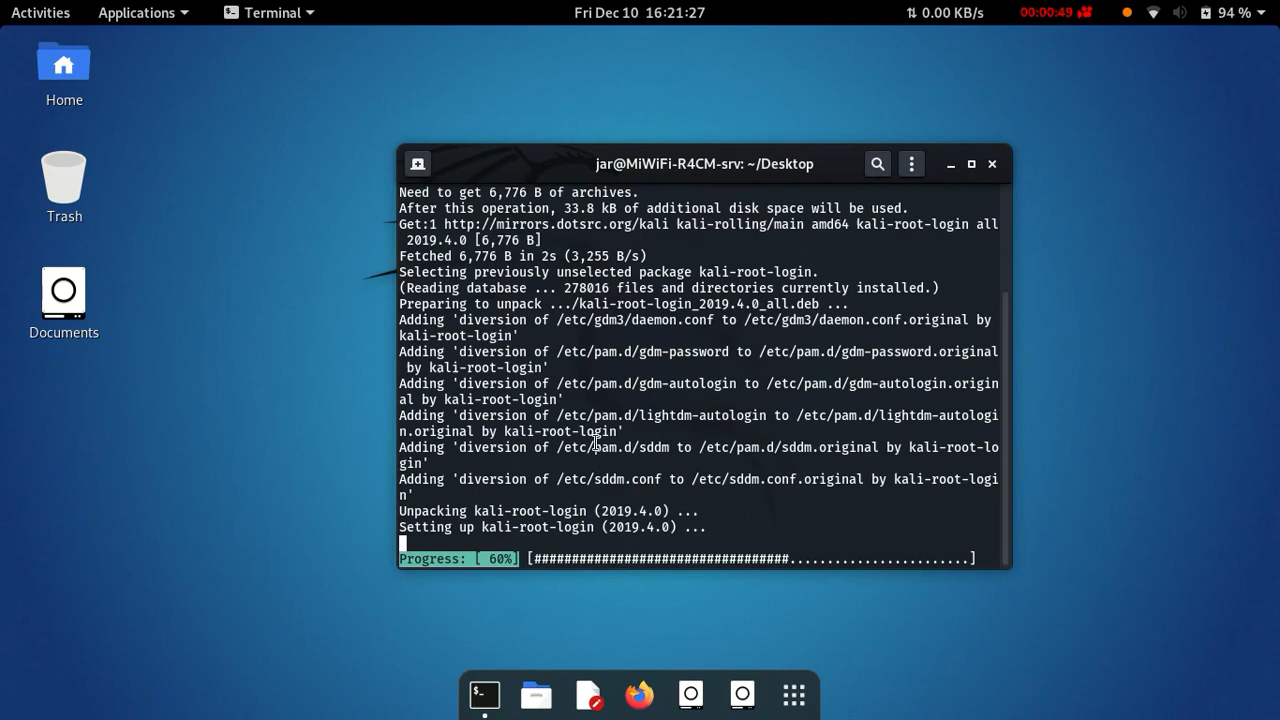 Activities Applications Terminal Fri Dec 10 16:21:27 0.00 KB/s 00:00:49 94 %
Home
Trash
Documents
jar@MiWiFi-R4CM-srv: ~/Desktop
Need to get 6,776 B of archives.
After this operation, 33.8 kB of additional disk space will be used.
Get:1 http://mirrors.dotsrc.org/kali kali-rolling/main amd64 kali-root-login all
 2019.4.0 [6,776 B]
Fetched 6,776 B in 2s (3,255 B/s)
Selecting previously unselected package kali-root-login.
(Reading database ... 278016 files and directories currently installed.)
Preparing to unpack .../kali-root-login_2019.4.0_all.deb ...
Adding 'diversion of /etc/gdm3/daemon.conf to /etc/gdm3/daemon.conf.original by
kali-root-login'
Adding 'diversion of /etc/pam.d/gdm-password to /etc/pam.d/gdm-password.original
 by kali-root-login'
Adding 'diversion of /etc/pam.d/gdm-autologin to /etc/pam.d/gdm-autologin.origin
al by kali-root-login'
Adding 'diversion of /etc/pam.d/lightdm-autologin to /etc/pam.d/lightdm-autologi
n.original by kali-root-login'
Adding 'diversion of /etc/pam.d/sddm to /etc/pam.d/sddm.original by kali-root-lo
gin'
Adding 'diversion of /etc/sddm.conf to /etc/sddm.conf.original by kali-root-logi
n'
Unpacking kali-root-login (2019.4.0) ...
Setting up kali-root-login (2019.4.0) ...
Progress: [ 60%] [##################################........................]
$-